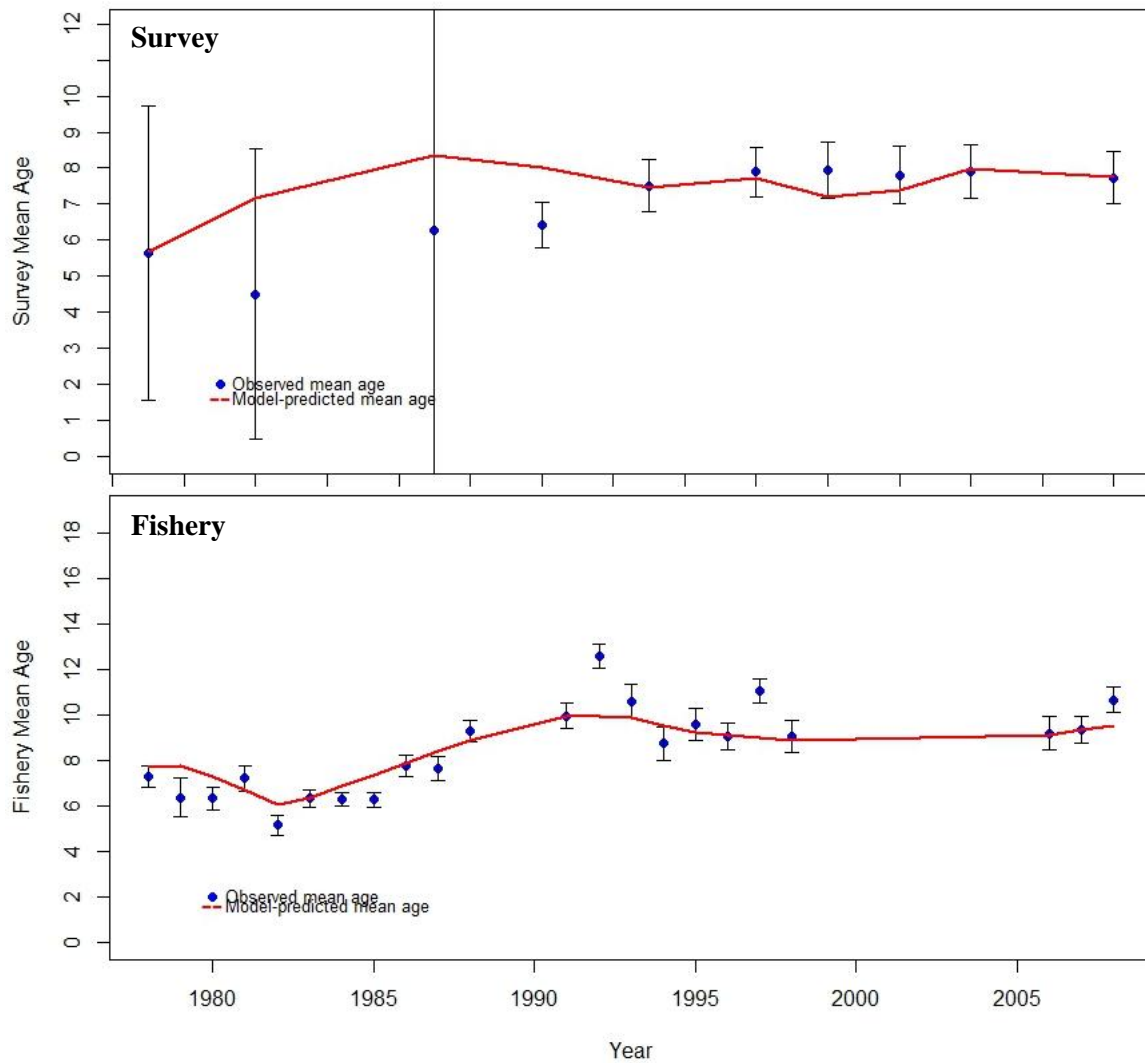 Survey
12
10
9
8
7
6
5
4
3
2
1
0
Survey Mean Age
Observed mean age
Model-predicted mean age
Fishery
18
16
14
12
10
8
6
4
2
0
Fishery Mean Age
Observed mean age
Model-predicted mean age
1980 1985 1990 1995 2000 2005
Year